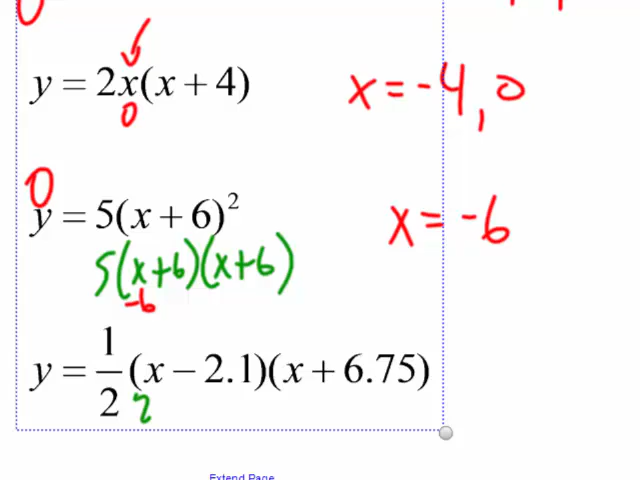 0
y = 2x(x + 4) x = -4, 0
0
0
y = 5(x + 6)² x = -6
5(x+6)(x+6)
-6
y = 1/2 (x − 2.1)(x + 6.75)
2
Extend Page